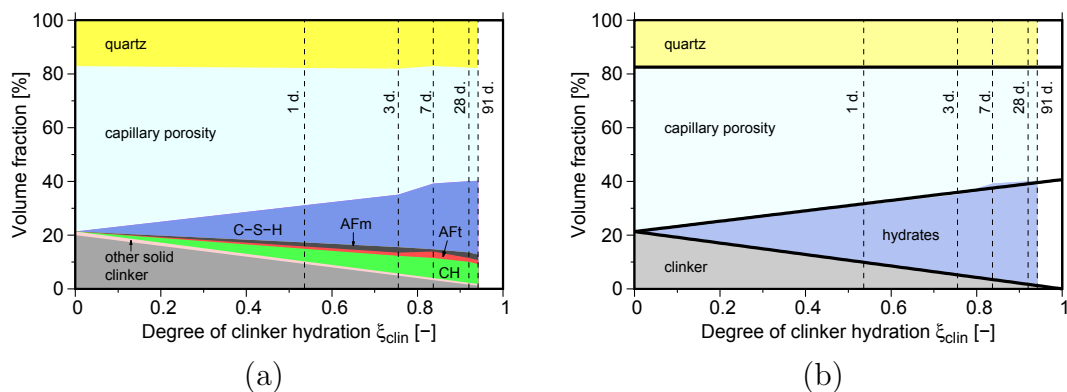 100
80
60
40
20
0
Volume fraction [%]
quartz
capillary porosity
1 d.
3 d.
7 d.
28 d.
91 d.
C−S−H
AFm
AFt
CH
other solid
clinker
0 0.2 0.4 0.6 0.8 1
Degree of clinker hydration ξclin [−]
(a)
100
80
60
40
20
0
Volume fraction [%]
quartz
capillary porosity
1 d.
3 d.
7 d.
28 d.
91 d.
hydrates
clinker
0 0.2 0.4 0.6 0.8 1
Degree of clinker hydration ξclin [−]
(b)